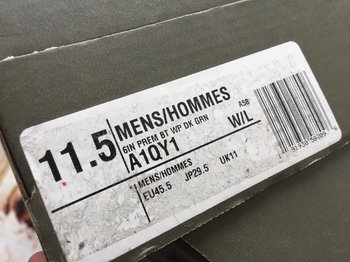 11.5
MENS/HOMMES
6IN PREM BT WP DK GRN
A58
A1QY1
W/L
MENS/HOMMES
EU45.5 JP29.5 UK11